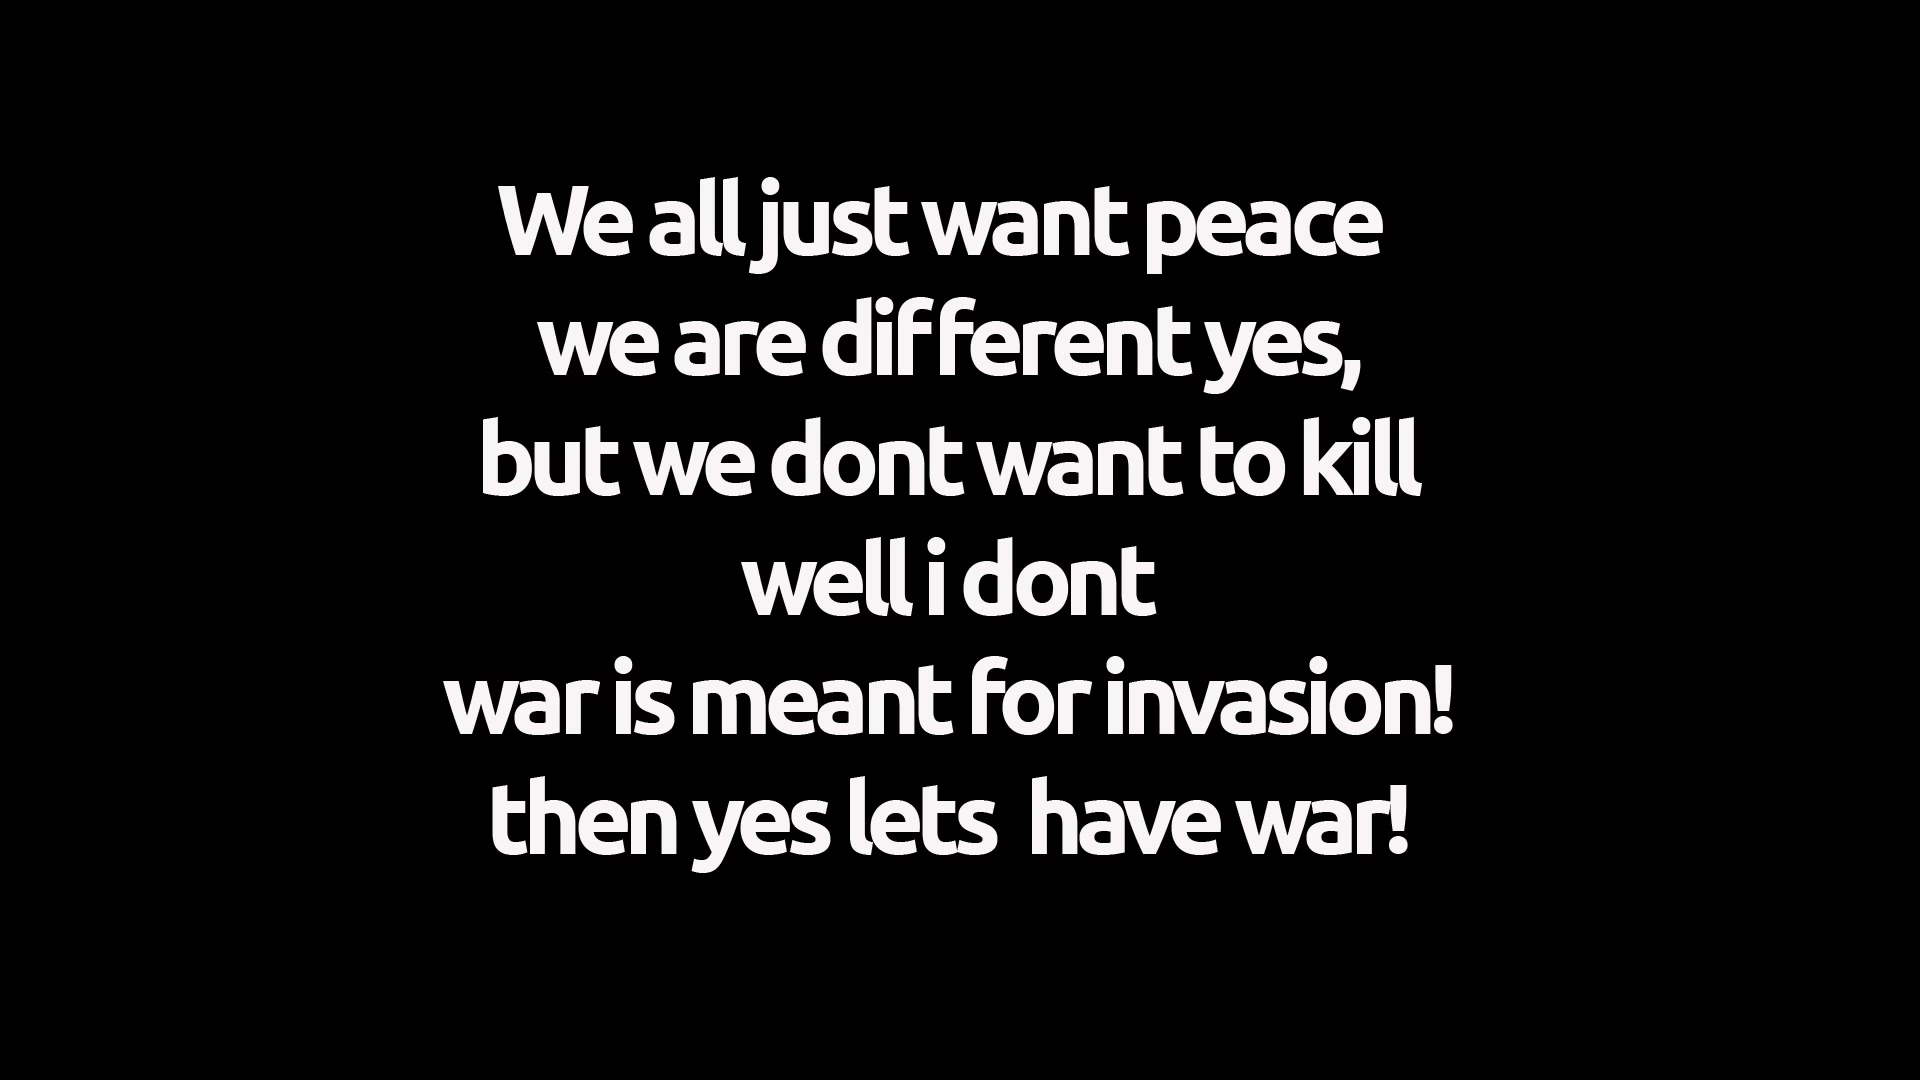 We all just want peace
we are different yes,
but we dont want to kill
well i dont
war is meant for invasion!
then yes lets  have war!